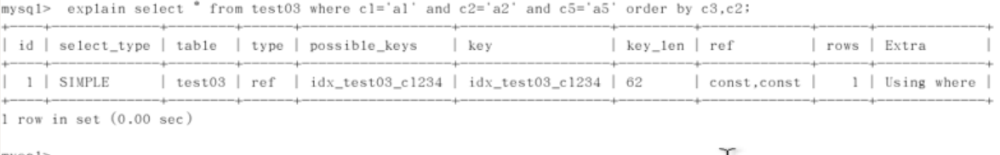 mysql>  explain select * from test03 where c1='a1' and c2='a2' and c5='a5' order by c3,c2;
+----+-------------+--------+------+-----------------+-----------------+---------+-------------+------+-------------+
| id | select_type | table  | type | possible_keys   | key             | key_len | ref         | rows | Extra       |
+----+-------------+--------+------+-----------------+-----------------+---------+-------------+------+-------------+
|  1 | SIMPLE      | test03 | ref  | idx_test03_c1234 | idx_test03_c1234 | 62      | const,const |    1 | Using where |
+----+-------------+--------+------+-----------------+-----------------+---------+-------------+------+-------------+
1 row in set (0.00 sec)
mysql>